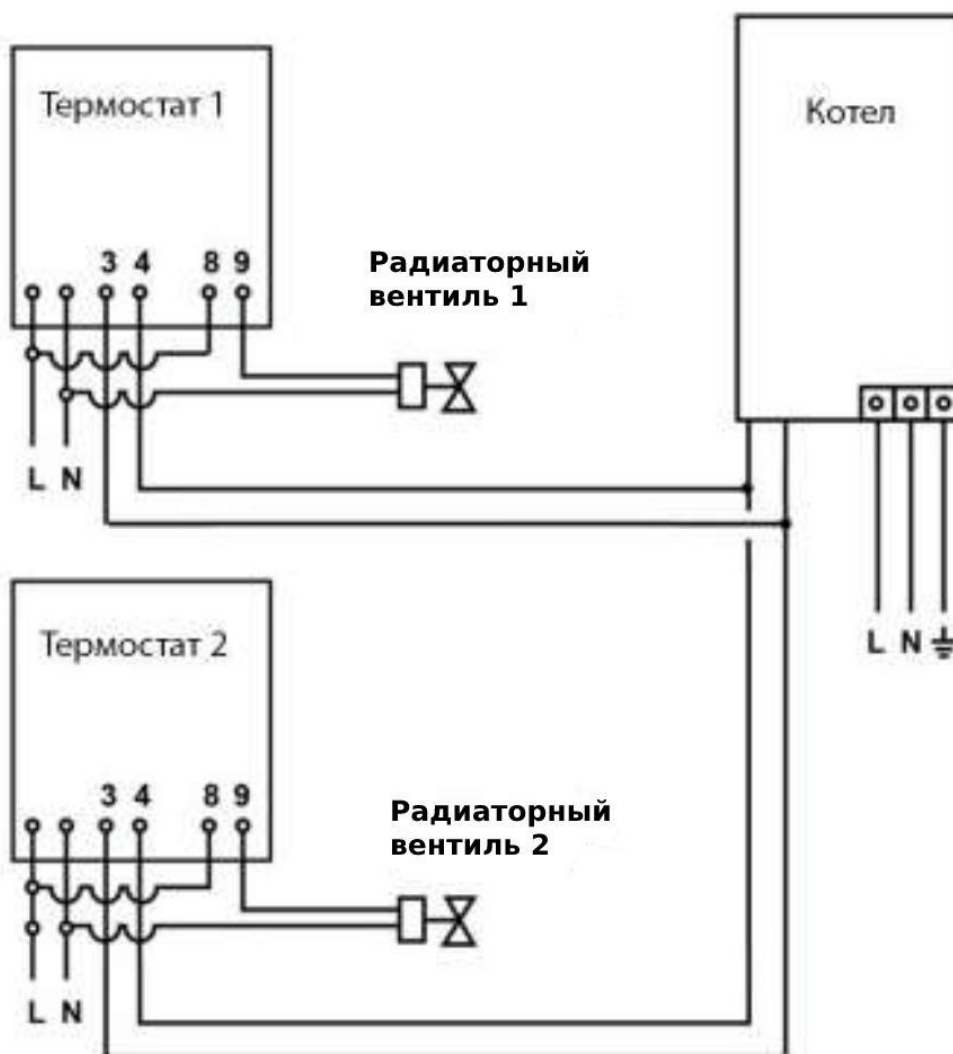 Термостат 1
Котел
3 4 8 9
Радиаторный
вентиль 1
L N
L N
Термостат 2
3 4 8 9
Радиаторный
вентиль 2
L N